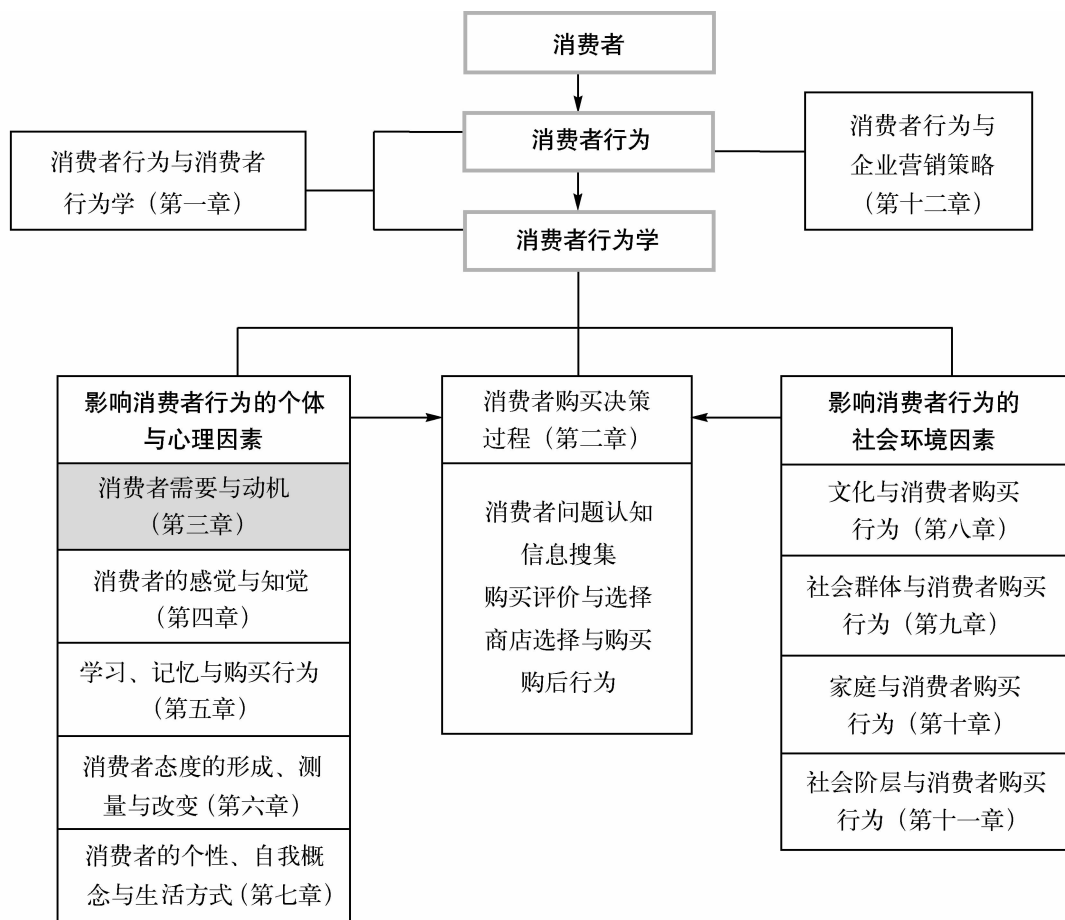 消费者
消费者行为
消费者行为学
消费者行为与消费者
行为学（第一章）
消费者行为与
企业营销策略
（第十二章）
影响消费者行为的个体
与心理因素
消费者需要与动机
（第三章）
消费者的感觉与知觉
（第四章）
学习、记忆与购买行为
（第五章）
消费者态度的形成、测
量与改变（第六章）
消费者的个性、自我概
念与生活方式（第七章）
消费者购买决策
过程（第二章）
消费者问题认知
信息搜集
购买评价与选择
商店选择与购买
购后行为
影响消费者行为的
社会环境因素
文化与消费者购买
行为（第八章）
社会群体与消费者购买
行为（第九章）
家庭与消费者购买
行为（第十章）
社会阶层与消费者购买
行为（第十一章）